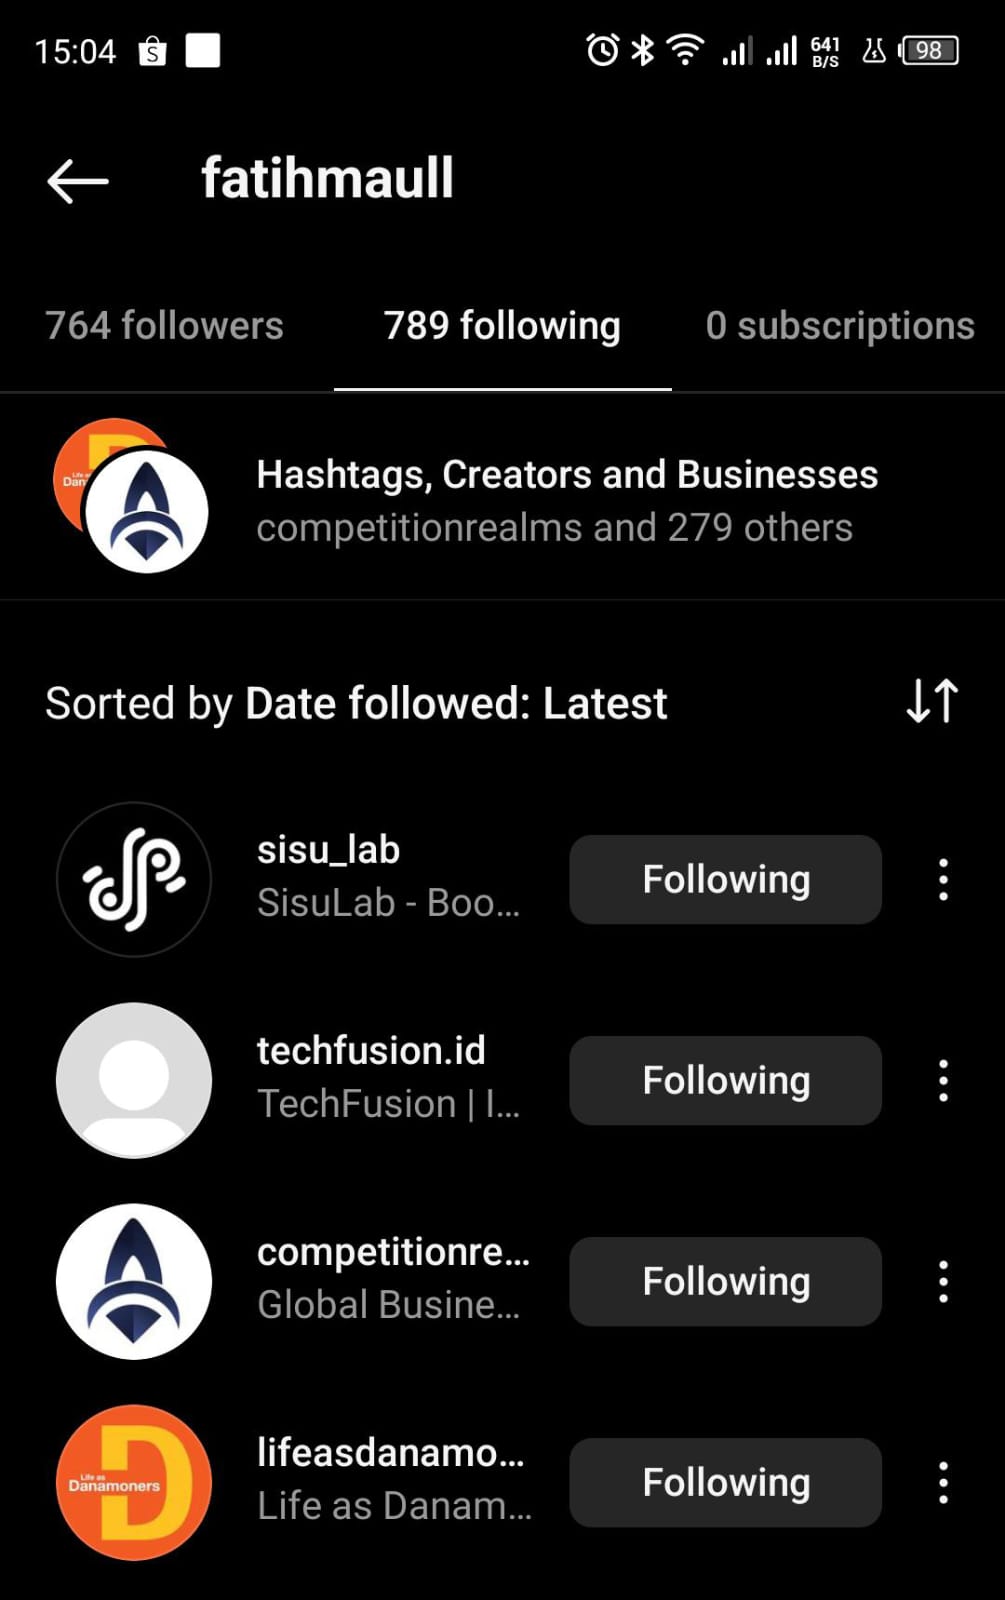 15:04
641
B/S
98
fatihmaull
764 followers
789 following
0 subscriptions
Hashtags, Creators and Businesses
competitionrealms and 279 others
Sorted by Date followed: Latest
sisu_lab
SisuLab - Boo...
Following
techfusion.id
TechFusion | I...
Following
competitionre...
Global Busine...
Following
Life as
Danamoners
lifeasdanamo...
Life as Danam...
Following